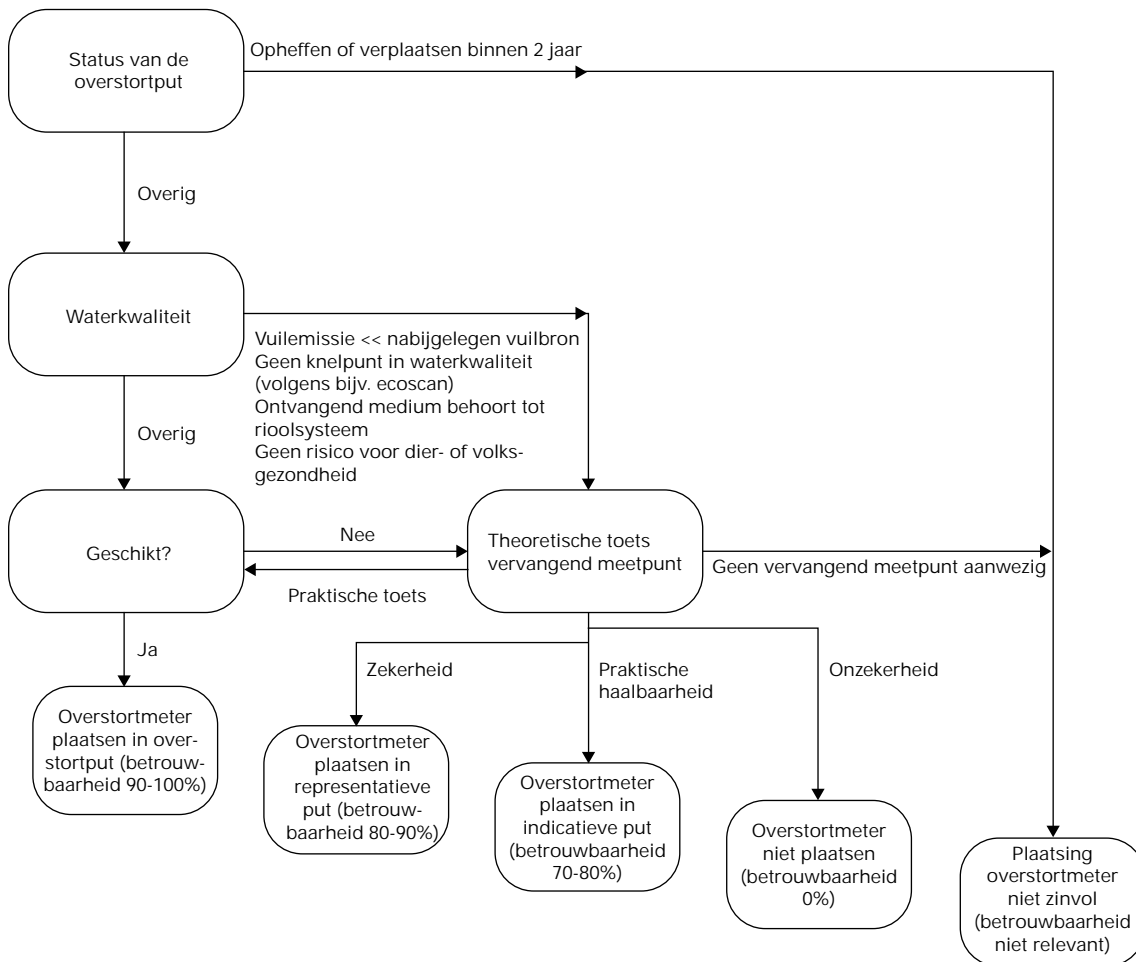 Status van de
overstortput
Opheffen of verplaatsen binnen 2 jaar
Overig
Waterkwaliteit
Vuilemissie << nabijgelegen vuilbron
Geen knelpunt in waterkwaliteit
(volgens bijv. ecoscan)
Ontvangend medium behoort tot
rioolsysteem
Geen risico voor dier- of volks-
gezondheid
Overig
Geschikt?
Nee
Praktische toets
Theoretische toets
vervangend meetpunt
Geen vervangend meetpunt aanwezig
Ja
Zekerheid
Praktische
haalbaarheid
Onzekerheid
Overstortmeter
plaatsen in over-
stortput (betrouw-
baarheid 90-100%)
Overstortmeter
plaatsen in
representatieve
put (betrouw-
baarheid 80-90%)
Overstortmeter
plaatsen in
indicatieve put
(betrouwbaarheid
70-80%)
Overstortmeter
niet plaatsen
(betrouwbaarheid
0%)
Plaatsing
overstortmeter
niet zinvol
(betrouwbaarheid
niet relevant)